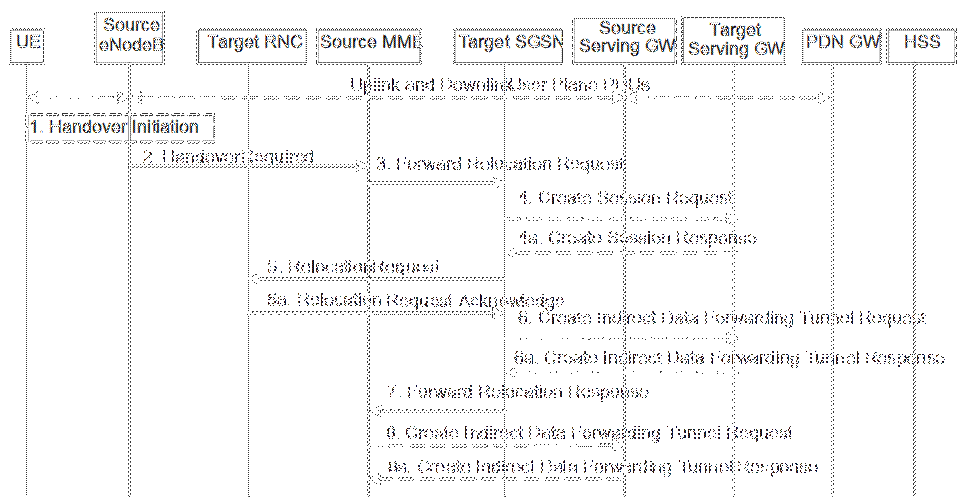 UE
Source
eNodeB
Target RNC
Source MME
Target SGSN
Source
Serving GW
Target
Serving GW
PDN GW
HSS
Uplink and Downlink User Plane PDUs
1. Handover Initiation
2. Handover Required
3. Forward Relocation Request
4. Create Session Request
4a. Create Session Response
5. Relocation Request
5a. Relocation Request Acknowledge
6. Create Indirect Data Forwarding Tunnel Request
6a. Create Indirect Data Forwarding Tunnel Response
7. Forward Relocation Response
8. Create Indirect Data Forwarding Tunnel Request
8a. Create Indirect Data Forwarding Tunnel Response